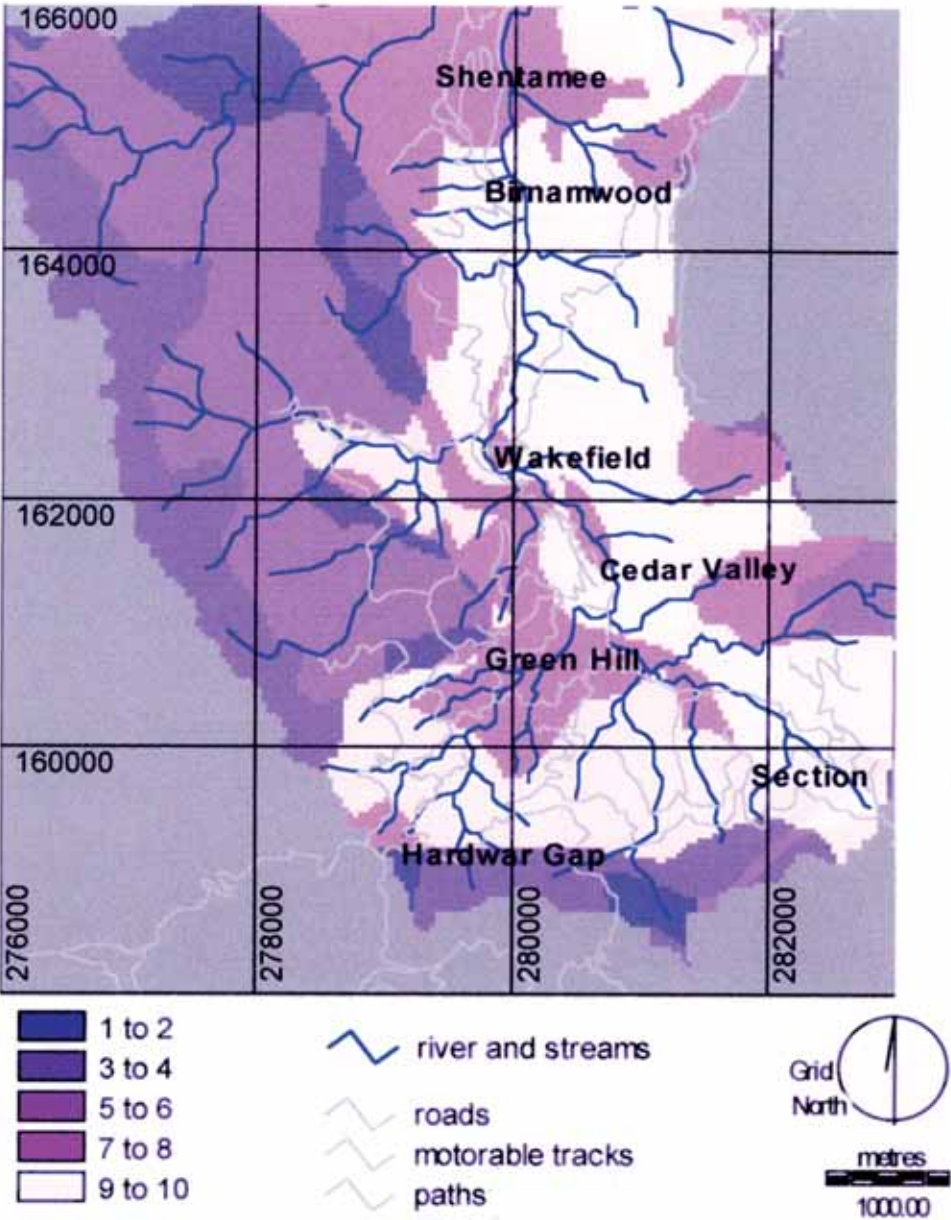 166000
Shentamee
Birnamwood
164000
Wakefield
162000
Cedar Valley
Green Hill
160000
Section
Hardwar Gap
276000
278000
280000
282000
1 to 2
3 to 4
5 to 6
7 to 8
9 to 10
river and streams
roads
motorable tracks
paths
Grid
North
metres
1000.00